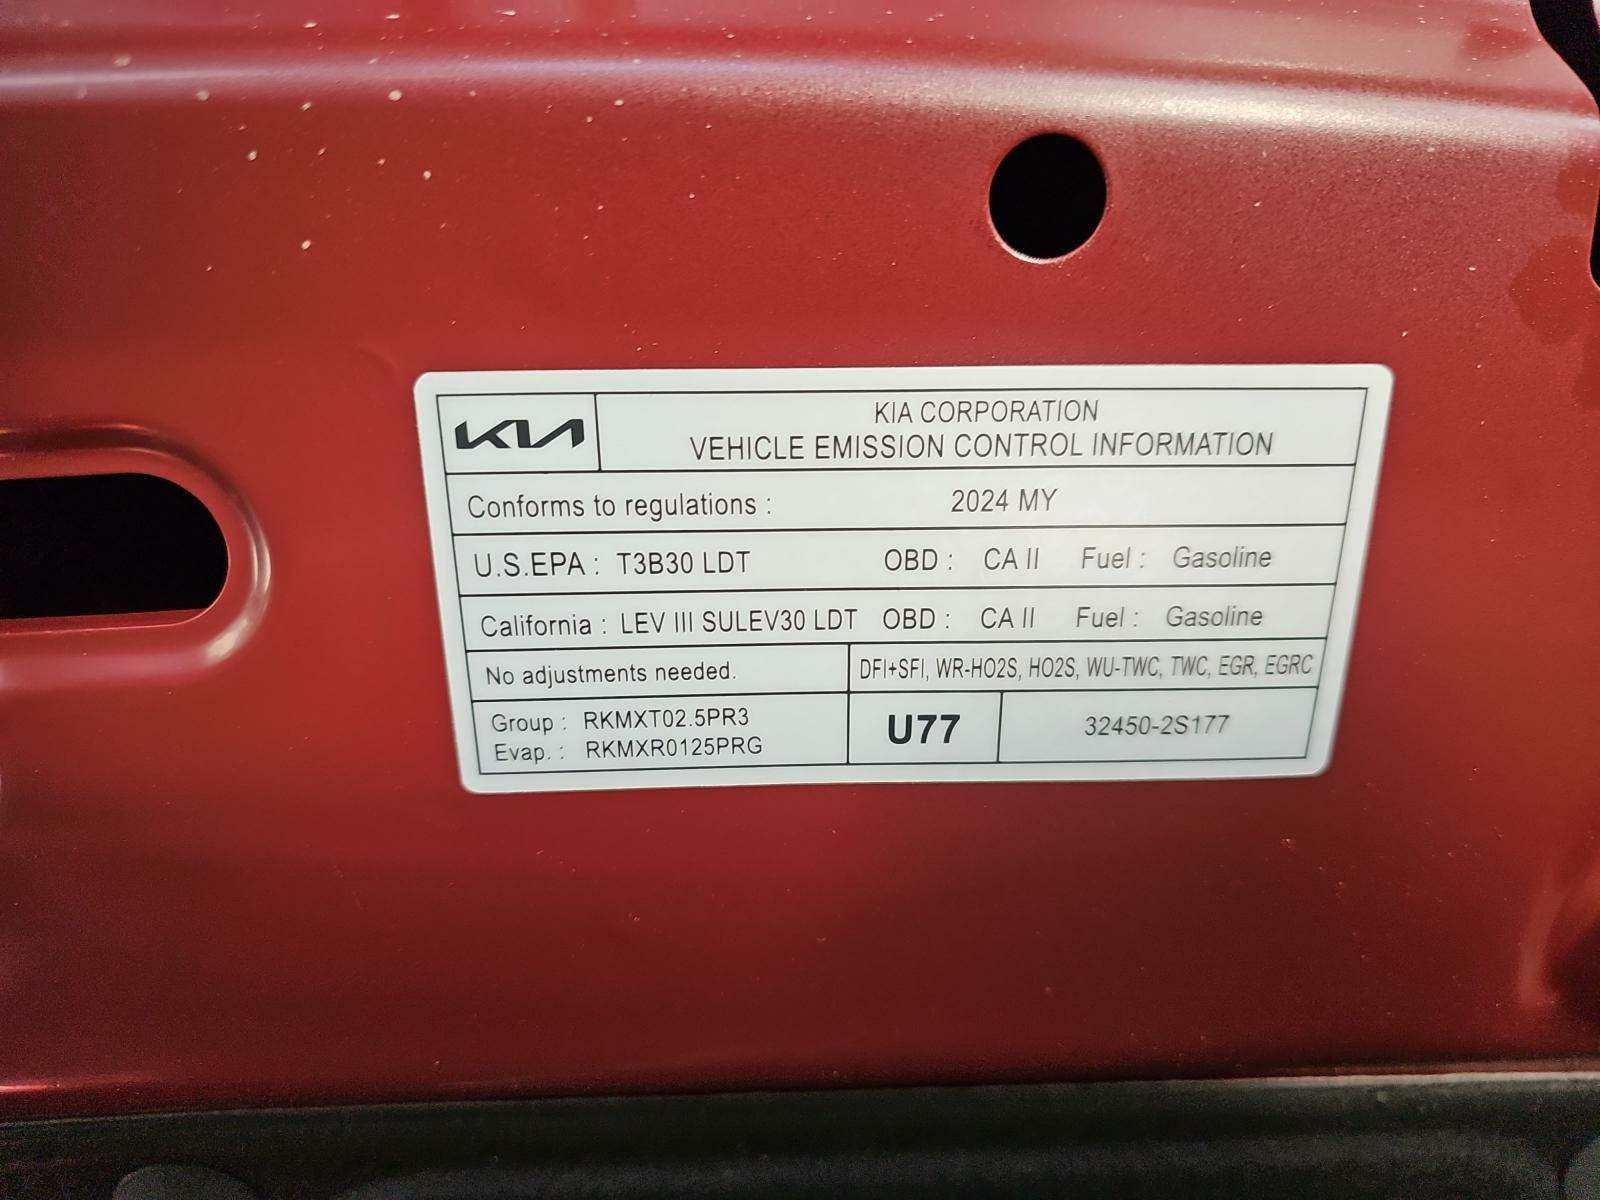 KIA
KIA CORPORATION
VEHICLE EMISSION CONTROL INFORMATION
Conforms to regulations : 2024 MY
U.S.EPA : T3B30 LDT OBD : CA II Fuel : Gasoline
California : LEV III SULEV30 LDT OBD : CA II Fuel : Gasoline
No adjustments needed. DFI+SFI, WR-HO2S, HO2S, WU-TWC, TWC, EGR, EGRC
Group : RKMXT02.5PR3
Evap. : RKMXR0125PRG
U77 32450-2S177